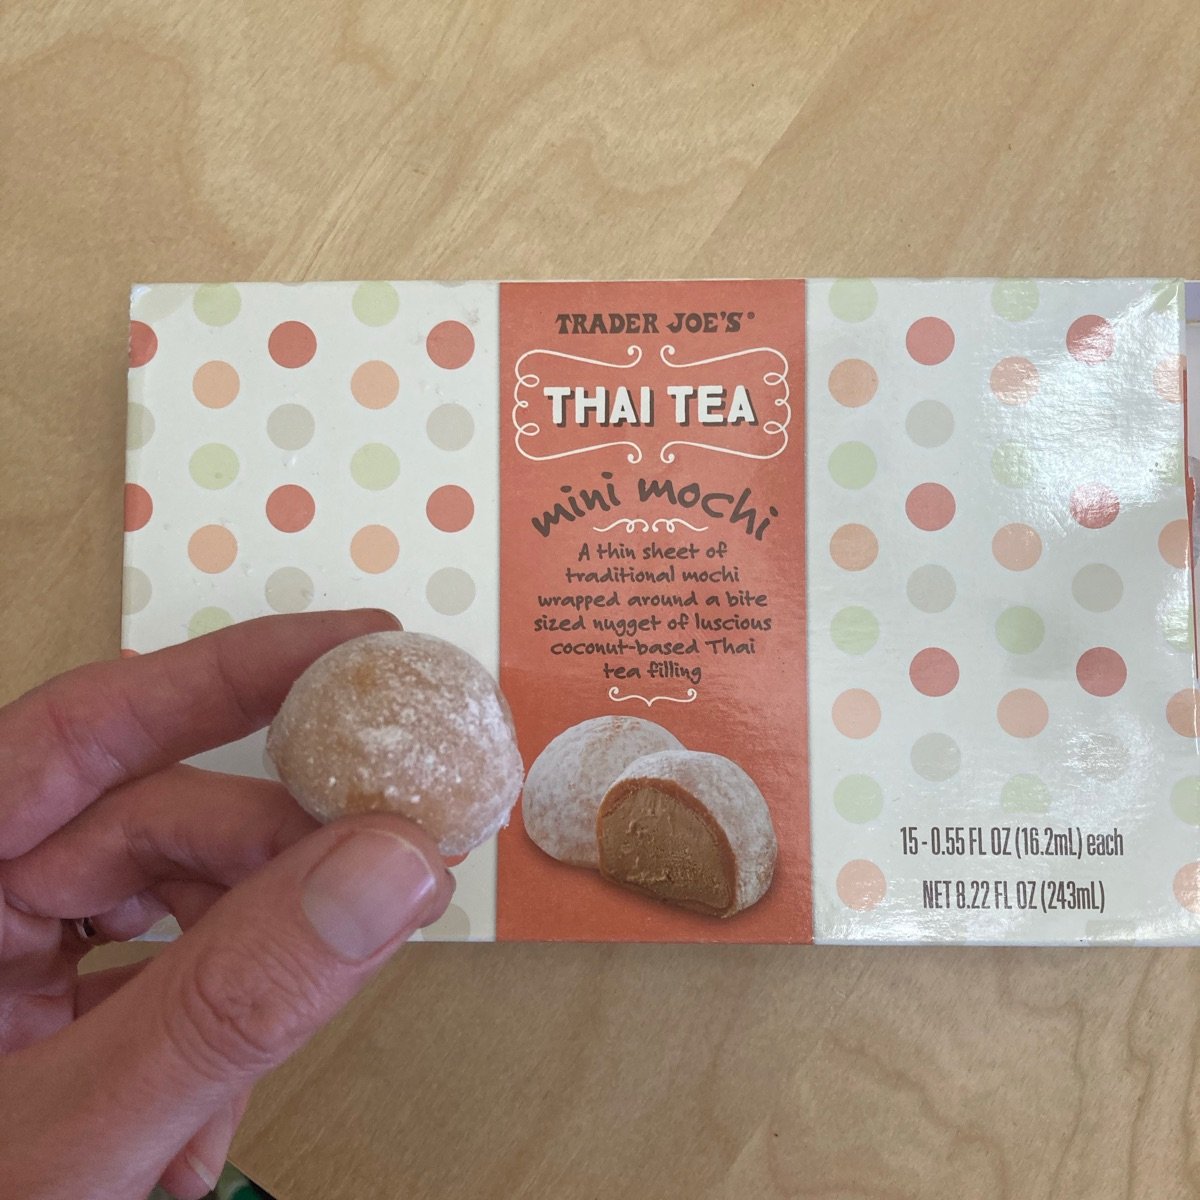 TRADER JOE'S®
THAI TEA
mini mochi
A thin sheet of
traditional mochi
wrapped around a bite
sized nugget of luscious
coconut-based Thai
tea filling
15 - 0.55 FL OZ (16.2mL) each
NET 8.22 FL OZ (243mL)